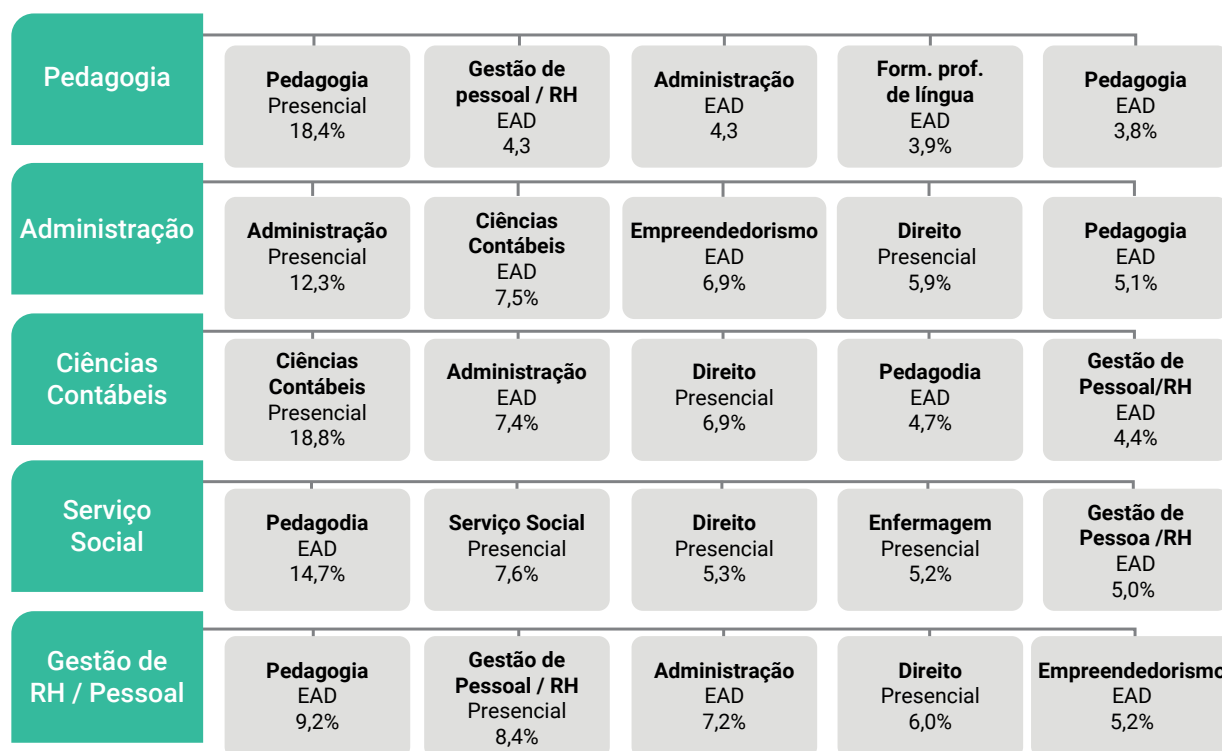 Pedagogia
Pedagogia
Presencial
18,4%
Gestão de
pessoal / RH
EAD
4,3
Administração
EAD
4,3
Form. prof.
de língua
EAD
3,9%
Pedagogia
EAD
3,8%
Administração
Administração
Presencial
12,3%
Ciências
Contábeis
EAD
7,5%
Empreendedorismo
EAD
6,9%
Direito
Presencial
5,9%
Pedagogia
EAD
5,1%
Ciências
Contábeis
Ciências
Contábeis
Presencial
18,8%
Administração
EAD
7,4%
Direito
Presencial
6,9%
Pedagodia
EAD
4,7%
Gestão de
Pessoal/RH
EAD
4,4%
Serviço
Social
Pedagodia
EAD
14,7%
Serviço Social
Presencial
7,6%
Direito
Presencial
5,3%
Enfermagem
Presencial
5,2%
Gestão de
Pessoa /RH
EAD
5,0%
Gestão de
RH / Pessoal
Pedagogia
EAD
9,2%
Gestão de
Pessoal / RH
Presencial
8,4%
Administração
EAD
7,2%
Direito
Presencial
6,0%
Empreendedorismo
EAD
5,2%